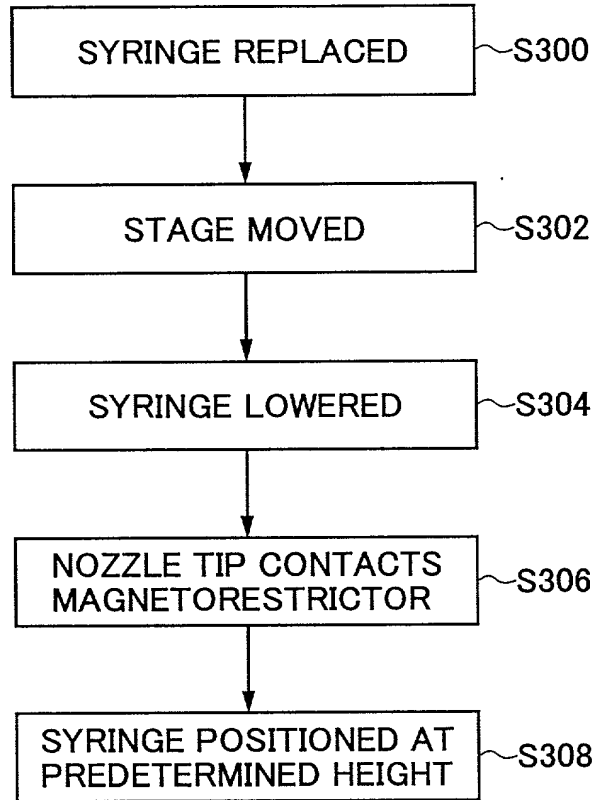 SYRINGE REPLACED
S300
STAGE MOVED
S302
SYRINGE LOWERED
S304
NOZZLE TIP CONTACTS
MAGNETORESTRICTOR
S306
SYRINGE POSITIONED AT
PREDETERMINED HEIGHT
S308